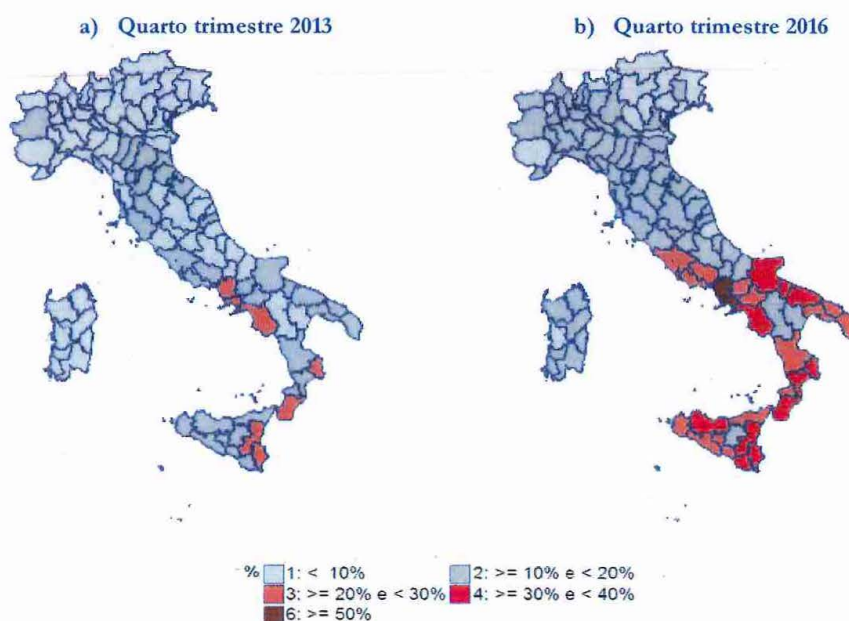 a) Quarto trimestre 2013
b) Quarto trimestre 2016
% 1: < 10%
2: >= 10% e < 20%
3: >= 20% e < 30%
4: >= 30% e < 40%
6: >= 50%